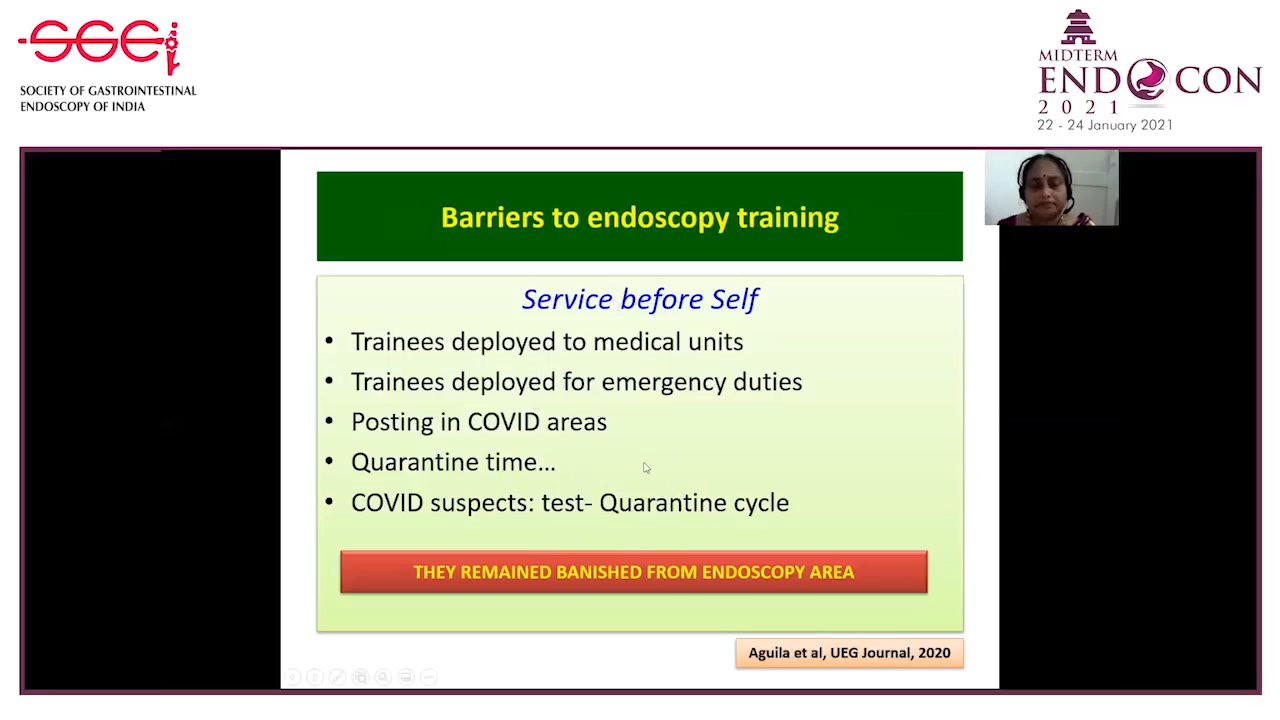 SGEi
SOCIETY OF GASTROINTESTINAL
ENDOSCOPY OF INDIA
MIDTERM
ENDOCON
2021
22 - 24 January 2021
Barriers to endoscopy training
Service before Self
• Trainees deployed to medical units
• Trainees deployed for emergency duties
• Posting in COVID areas
• Quarantine time...
• COVID suspects: test- Quarantine cycle
THEY REMAINED BANISHED FROM ENDOSCOPY AREA
Aguila et al, UEG Journal, 2020